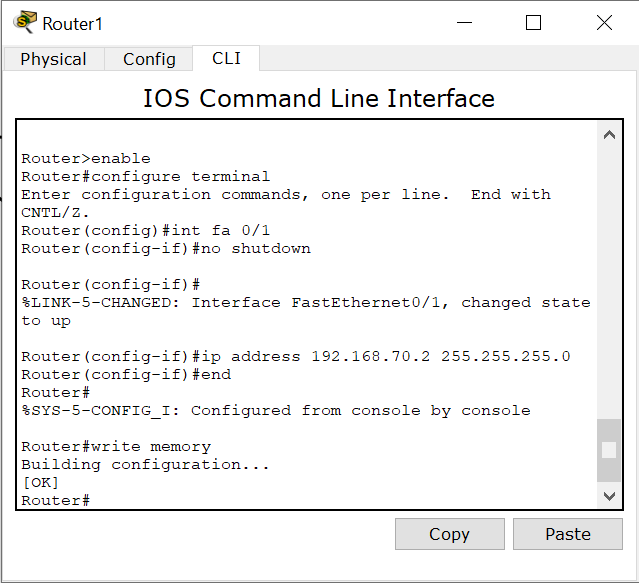 Router1
Physical Config CLI
IOS Command Line Interface
Router>enable
Router#configure terminal
Enter configuration commands, one per line.  End with
CNTL/Z.
Router(config)#int fa 0/1
Router(config-if)#no shutdown
Router(config-if)#
%LINK-5-CHANGED: Interface FastEthernet0/1, changed state
to up
Router(config-if)#ip address 192.168.70.2 255.255.255.0
Router(config-if)#end
Router#
%SYS-5-CONFIG_I: Configured from console by console
Router#write memory
Building configuration...
[OK]
Router#
Copy Paste